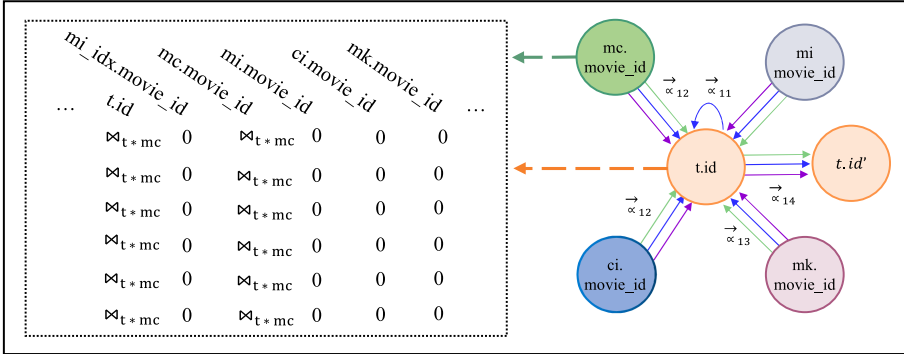 mi_idx.movie_id
mc.movie_id
mi.movie_id
ci.movie_id
mk.movie_id
… t.id …
⋈t * mc 0 ⋈t * mc 0 0 0
⋈t * mc 0 ⋈t * mc 0 0 0
⋈t * mc 0 ⋈t * mc 0 0 0
⋈t * mc 0 ⋈t * mc 0 0 0
⋈t * mc 0 ⋈t * mc 0 0 0
⋈t * mc 0 ⋈t * mc 0 0 0
mc.
movie_id
mi
movie_id
→∝12
→∝11
t.id
t.id'
→∝12
→∝14
→∝13
ci.
movie_id
mk.
movie_id